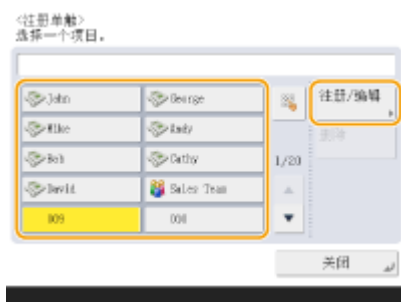 <注册单触>
选择一个项目。
John
George
注册/编辑
Mike
Andy
删除
Bob
Cathy
1/20
David
Sales Team
009
010
关闭